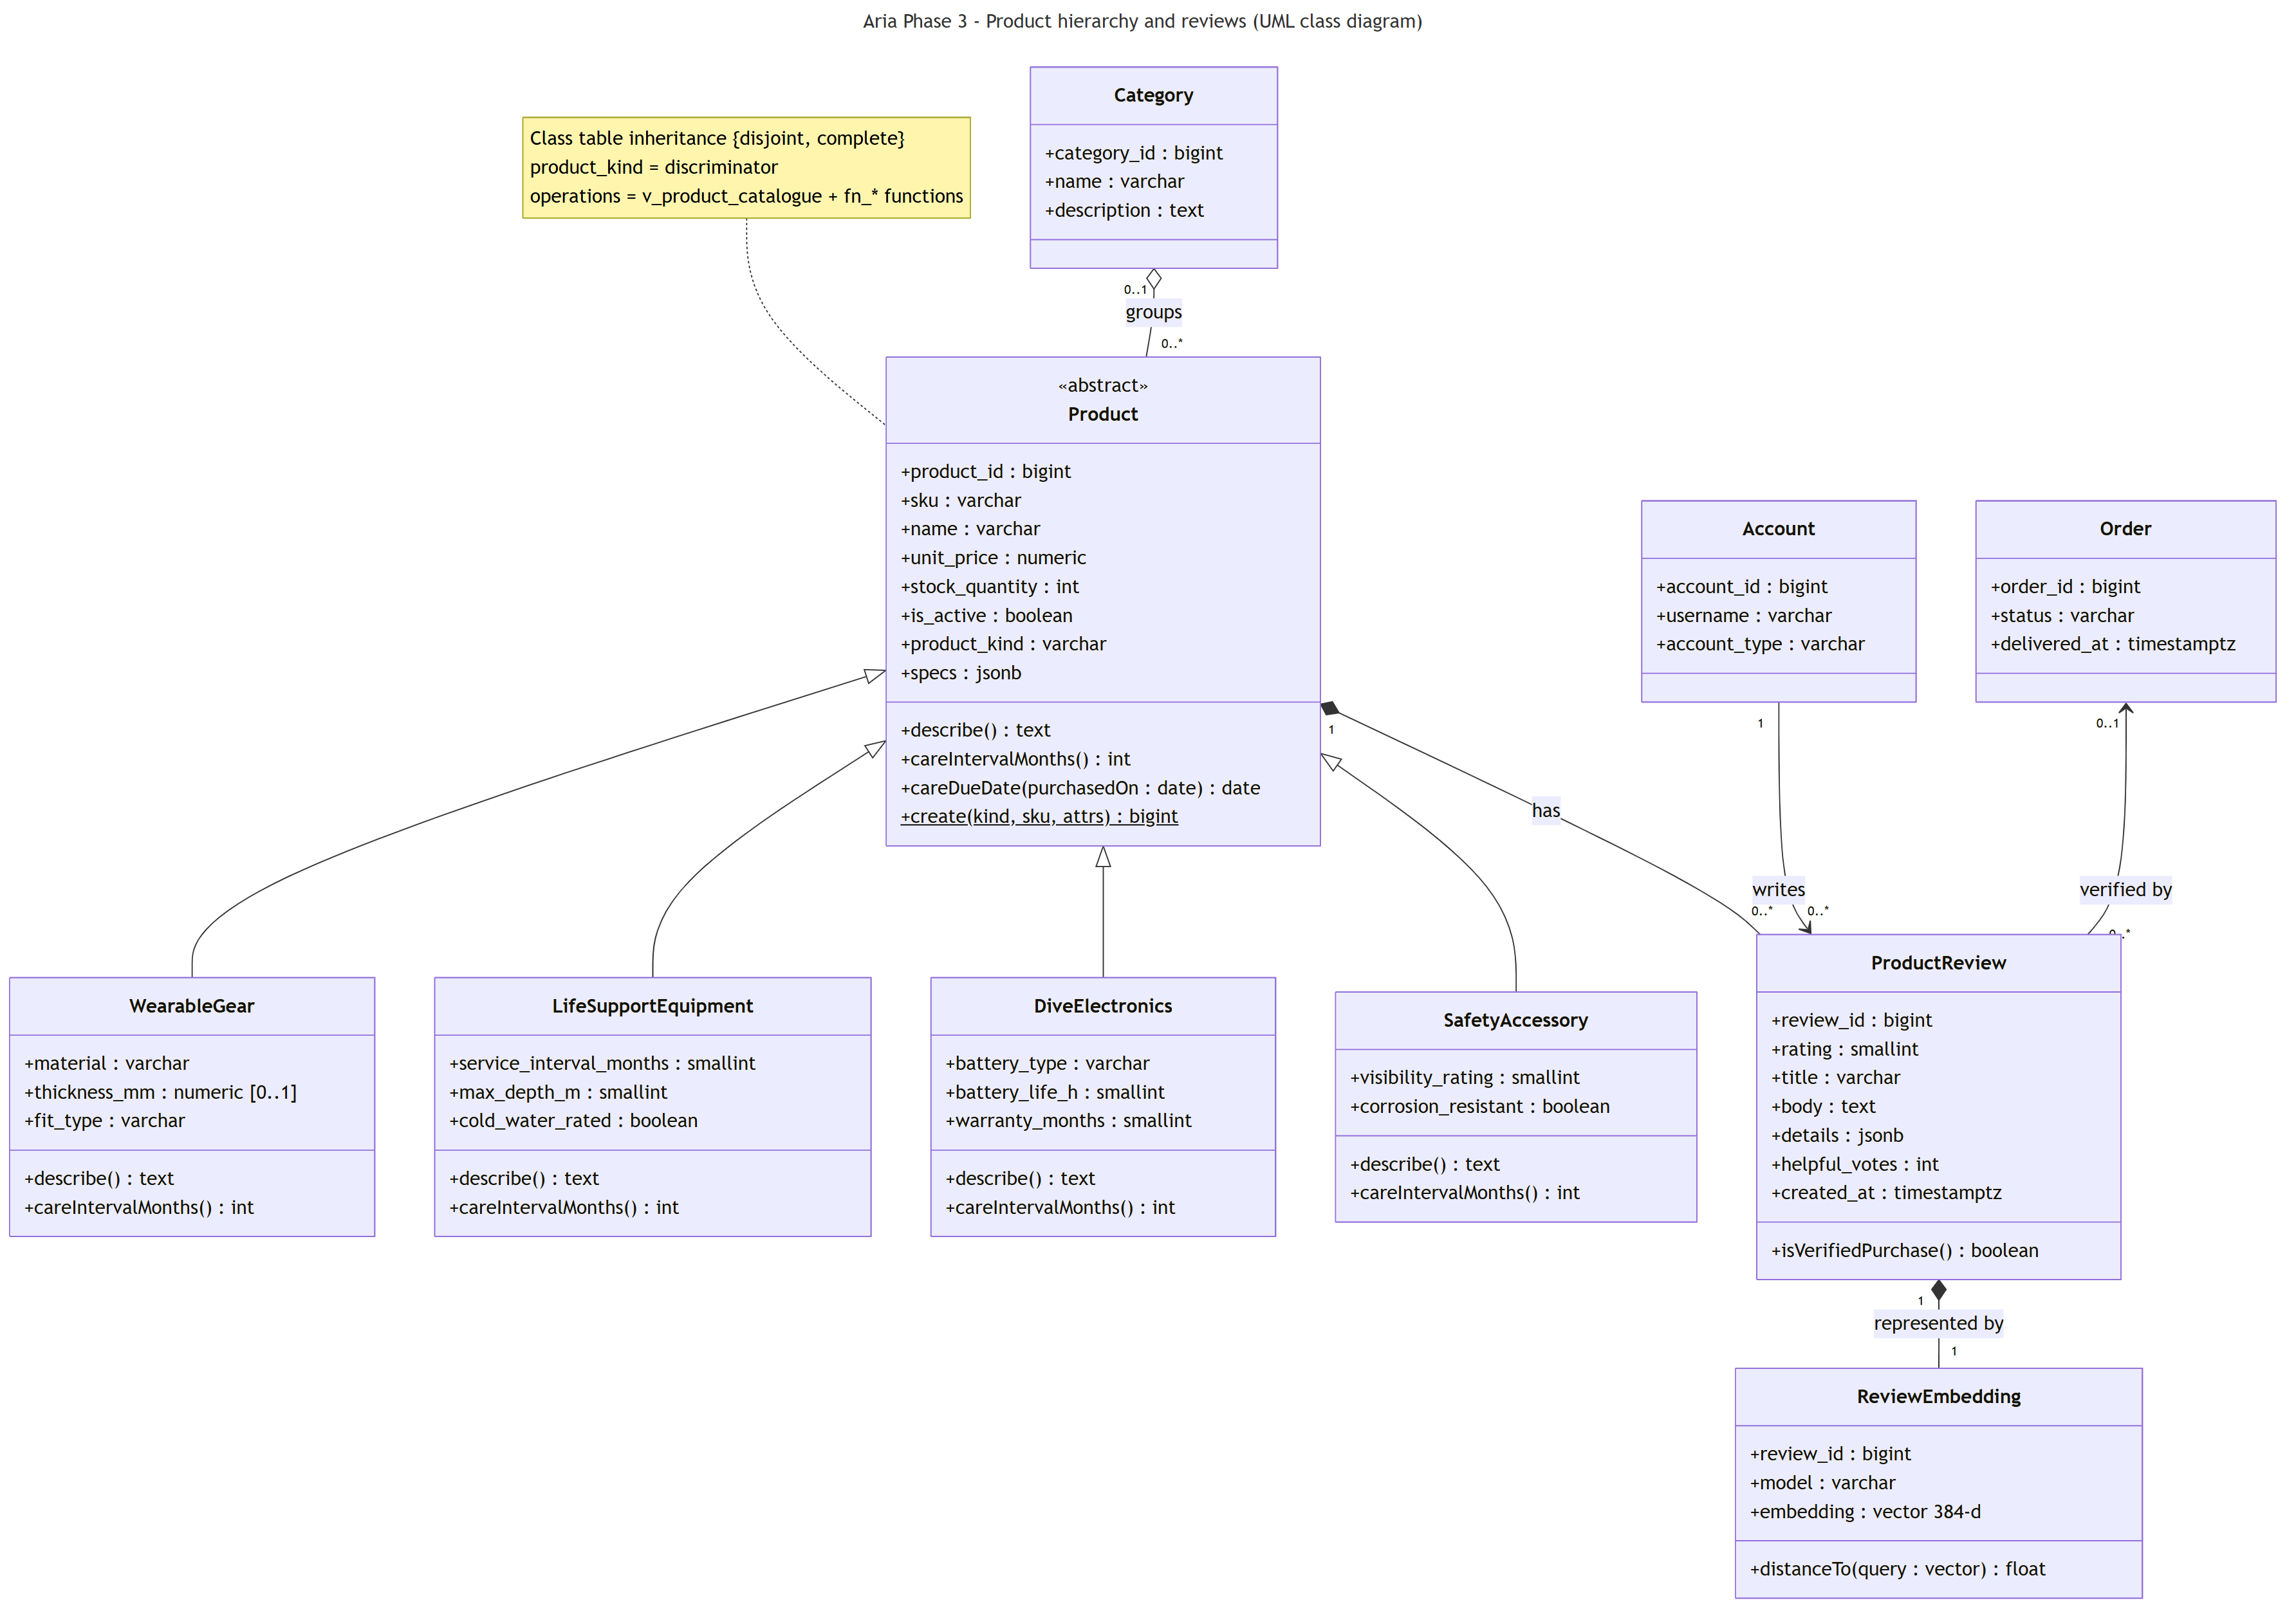 Aria Phase 3 - Product hierarchy and reviews (UML class diagram)
Class table inheritance {disjoint, complete}
product_kind = discriminator
operations = v_product_catalogue + fn_* functions
Category
+category_id : bigint
+name : varchar
+description : text
0..1
groups
0..*
«abstract»
Product
+product_id : bigint
+sku : varchar
+name : varchar
+unit_price : numeric
+stock_quantity : int
+is_active : boolean
+product_kind : varchar
+specs : jsonb
+describe() : text
+careIntervalMonths() : int
+careDueDate(purchasedOn : date) : date
+create(kind, sku, attrs) : bigint
Account
+account_id : bigint
+username : varchar
+account_type : varchar
Order
+order_id : bigint
+status : varchar
+delivered_at : timestamptz
1
1
0..1
has
writes
verified by
0..*
0..*
0..*
WearableGear
+material : varchar
+thickness_mm : numeric [0..1]
+fit_type : varchar
+describe() : text
+careIntervalMonths() : int
LifeSupportEquipment
+service_interval_months : smallint
+max_depth_m : smallint
+cold_water_rated : boolean
+describe() : text
+careIntervalMonths() : int
DiveElectronics
+battery_type : varchar
+battery_life_h : smallint
+warranty_months : smallint
+describe() : text
+careIntervalMonths() : int
SafetyAccessory
+visibility_rating : smallint
+corrosion_resistant : boolean
+describe() : text
+careIntervalMonths() : int
ProductReview
+review_id : bigint
+rating : smallint
+title : varchar
+body : text
+details : jsonb
+helpful_votes : int
+created_at : timestamptz
+isVerifiedPurchase() : boolean
1
represented by
1
ReviewEmbedding
+review_id : bigint
+model : varchar
+embedding : vector 384-d
+distanceTo(query : vector) : float